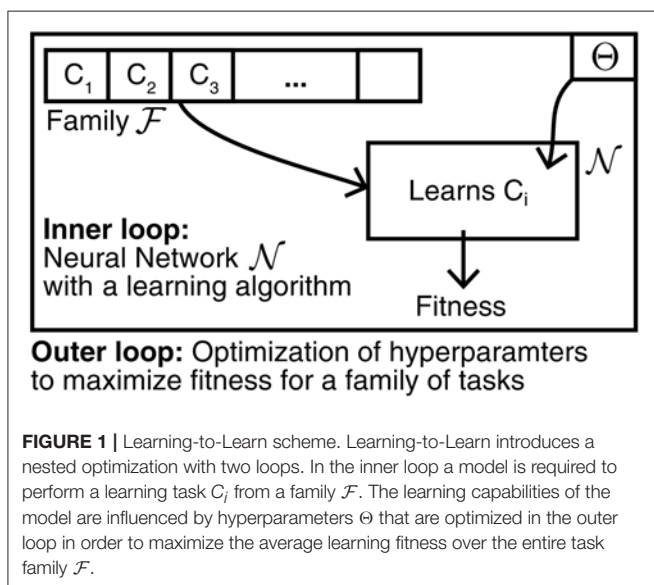 C1 C2 C3 ... Θ
Family ℱ
𝒩
Learns Ci
Inner loop:
Neural Network 𝒩
with a learning algorithm
Fitness
Outer loop: Optimization of hyperparamters
to maximize fitness for a family of tasks
FIGURE 1 | Learning-to-Learn scheme. Learning-to-Learn introduces a
nested optimization with two loops. In the inner loop a model is required to
perform a learning task Ci from a family ℱ. The learning capabilities of the
model are influenced by hyperparameters Θ that are optimized in the outer
loop in order to maximize the average learning fitness over the entire task
family ℱ.